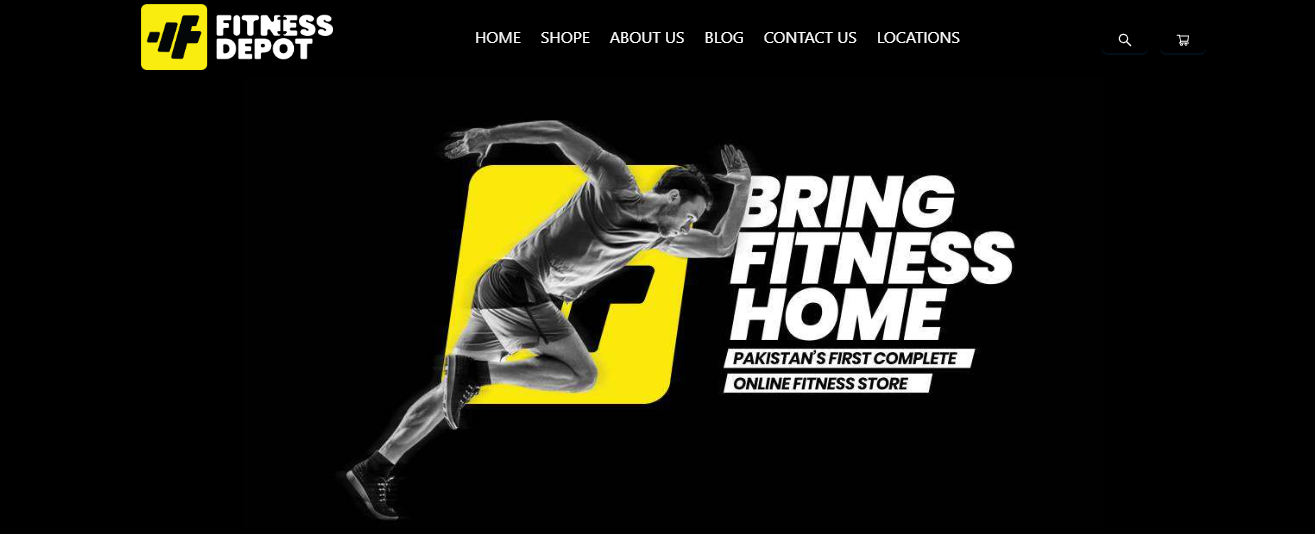 FITNESS
DEPOT
HOME SHOPE ABOUT US BLOG CONTACT US LOCATIONS
BRING
FITNESS
HOME
PAKISTAN'S FIRST COMPLETE
ONLINE FITNESS STORE